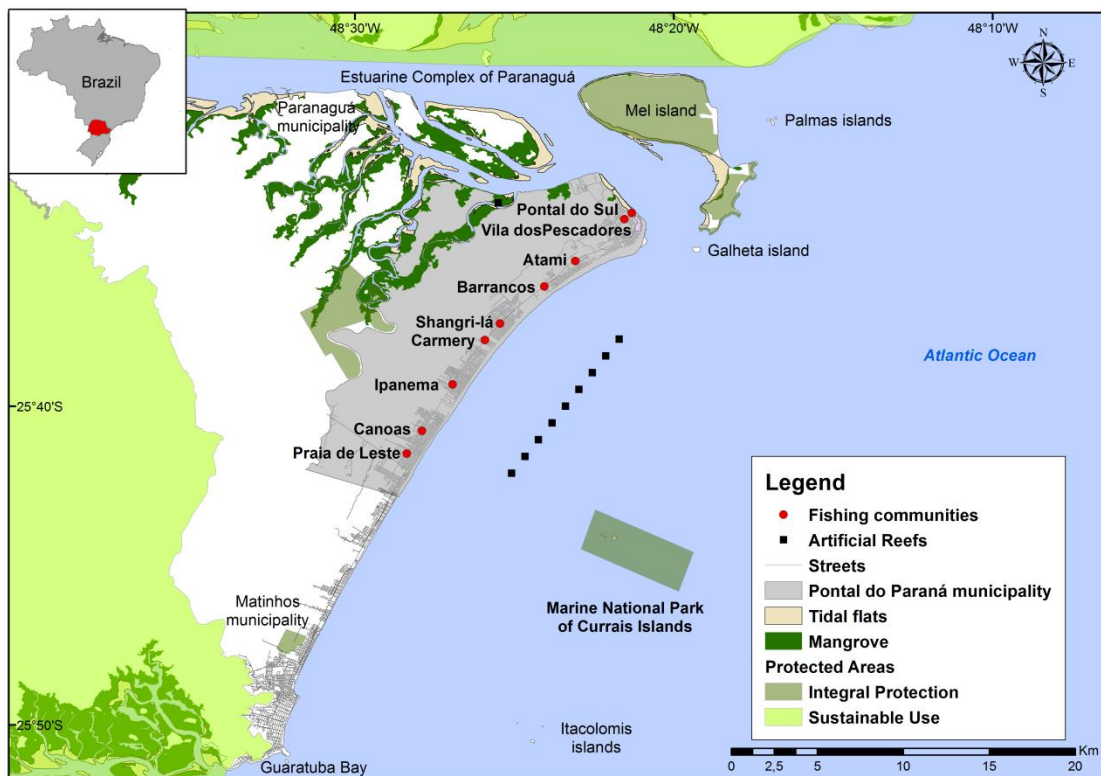 48°30'W
48°20'W
48°10'W
Brazil
Estuarine Complex of Paranaguá
N
W
E
S
Paranaguá
municipality
Mel island
Palmas islands
Pontal do Sul
Vila dosPescadores
Galheta island
Atami
Barrancos
Shangri-lá
Carmery
Atlantic Ocean
Ipanema
25°40'S
Canoas
Praia de Leste
Legend
Fishing communities
Artificial Reefs
Streets
Pontal do Paraná municipality
Tidal flats
Mangrove
Protected Areas
Integral Protection
Sustainable Use
Marine National Park
of Currais Islands
Matinhos
municipality
25°50'S
Itacolomis
islands
Guaratuba Bay
Km
0 2,5 5 10 15 20